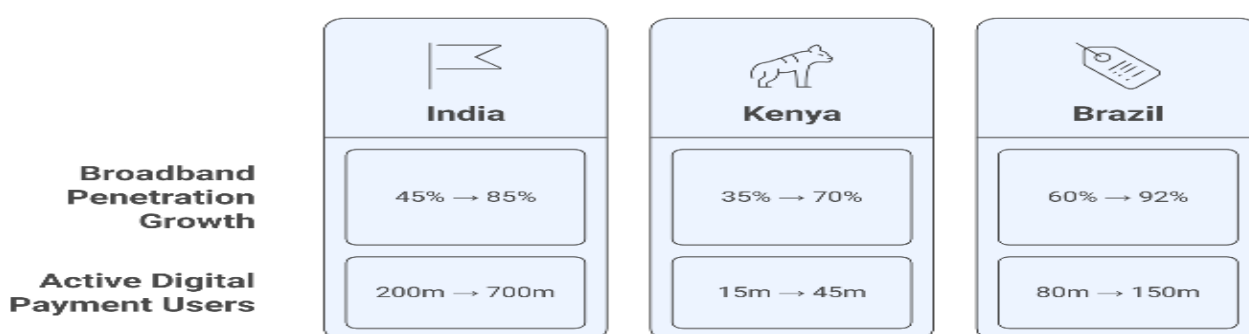 India Kenya Brazil
Broadband
Penetration
Growth
45% → 85% 35% → 70% 60% → 92%
Active Digital
Payment Users
200m → 700m 15m → 45m 80m → 150m